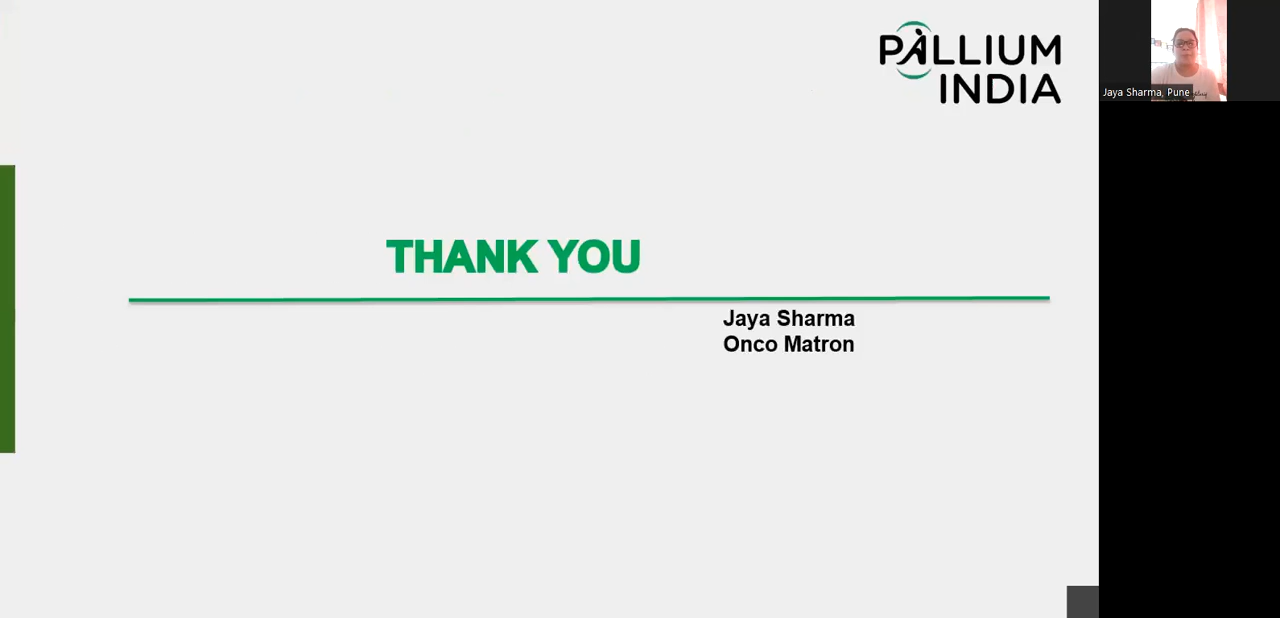 PALLIUM
INDIA
Jaya Sharma, Pune
THANK YOU
Jaya Sharma
Onco Matron